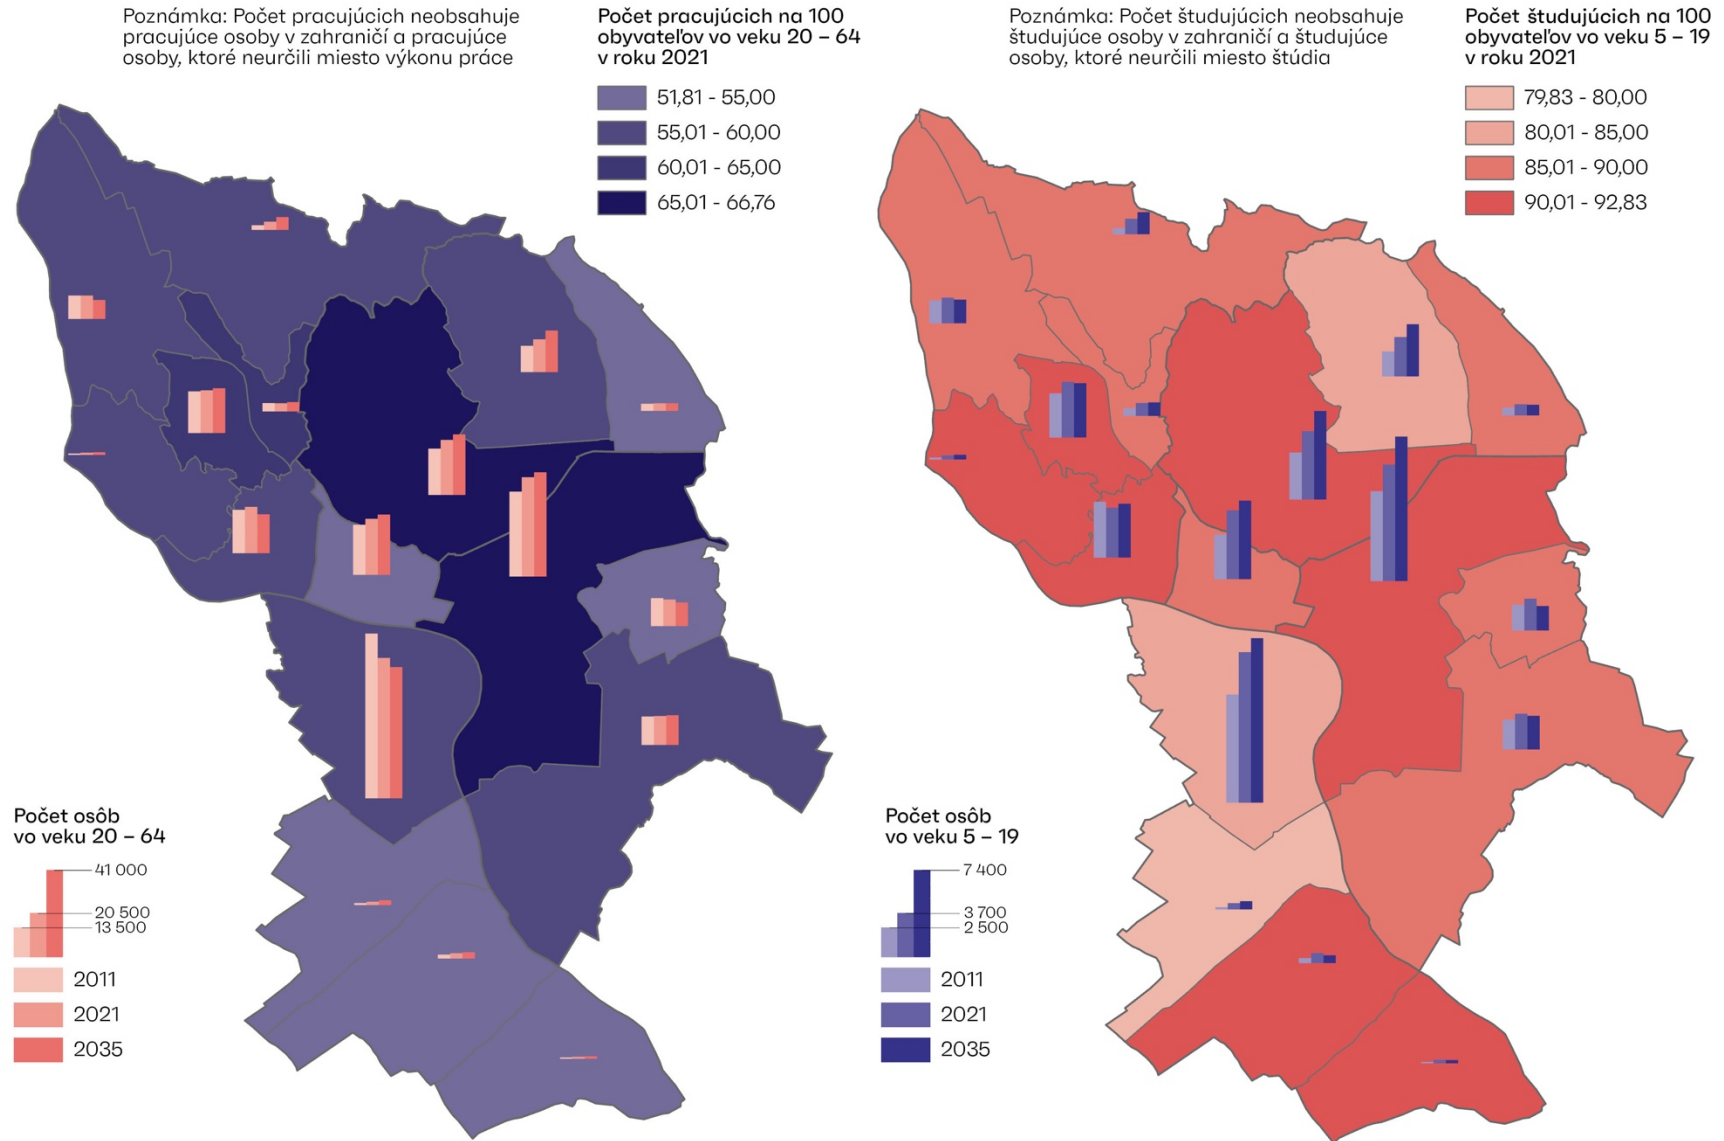 Poznámka: Počet pracujúcich neobsahuje
pracujúce osoby v zahraničí a pracujúce
osoby, ktoré neurčili miesto výkonu práce
Počet pracujúcich na 100
obyvateľov vo veku 20 – 64
v roku 2021
51,81 - 55,00
55,01 - 60,00
60,01 - 65,00
65,01 - 66,76
Počet osôb
vo veku 20 – 64
41 000
20 500
13 500
2011
2021
2035
Poznámka: Počet študujúcich neobsahuje
študujúce osoby v zahraničí a študujúce
osoby, ktoré neurčili miesto štúdia
Počet študujúcich na 100
obyvateľov vo veku 5 – 19
v roku 2021
79,83 - 80,00
80,01 - 85,00
85,01 - 90,00
90,01 - 92,83
Počet osôb
vo veku 5 – 19
7 400
3 700
2 500
2011
2021
2035